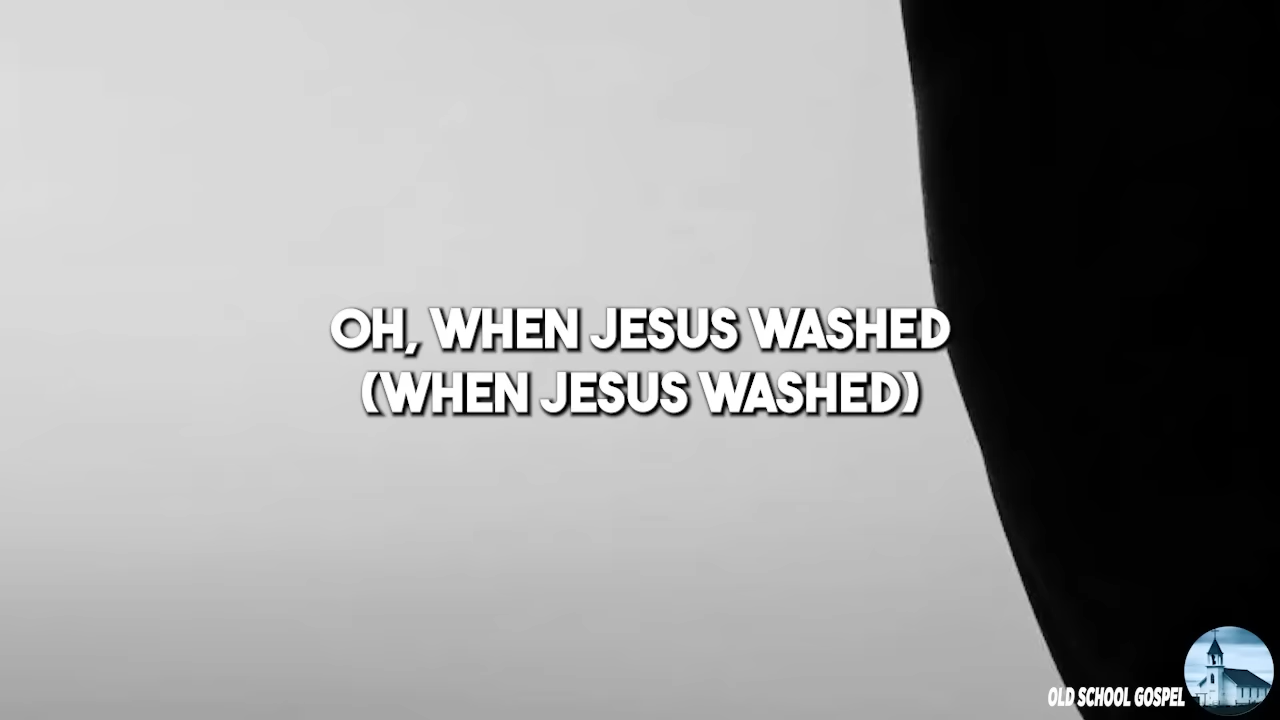 OH, WHEN JESUS WASHED
(WHEN JESUS WASHED)
OLD SCHOOL GOSPEL